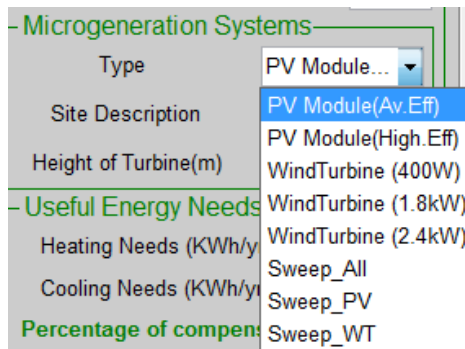 Microgeneration Systems
Type
PV Module...
Site Description
Height of Turbine(m)
PV Module(Av.Eff)
PV Module(High.Eff)
WindTurbine (400W)
WindTurbine (1.8kW)
WindTurbine (2.4kW)
Sweep_All
Sweep_PV
Sweep_WT
Useful Energy Needs
Heating Needs (KWh/y
Cooling Needs (KWh/y
Percentage of compen